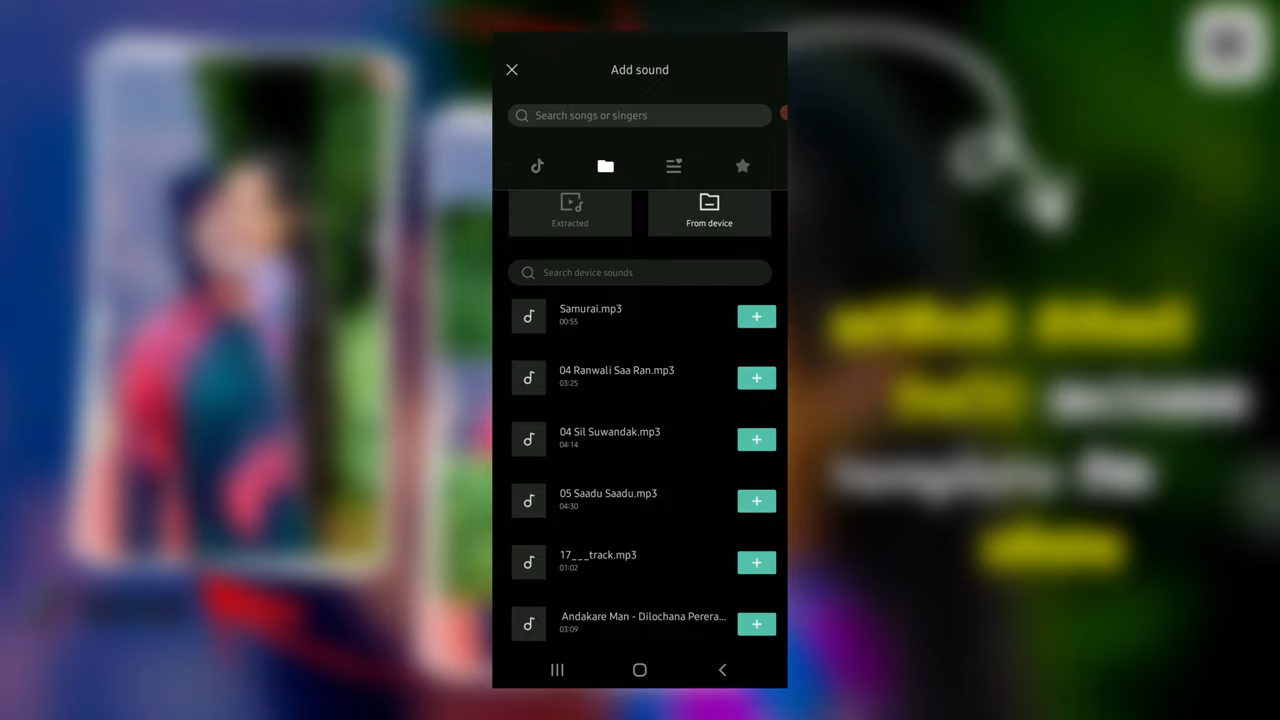 Add sound
Search songs or singers
Extracted
From device
Search device sounds
Samurai.mp3
00:55
04 Ranwali Saa Ran.mp3
03:25
04 Sil Suwandak.mp3
04:14
05 Saadu Saadu.mp3
04:30
17___track.mp3
01:02
Andakare Man - Dilochana Perera...
03:09